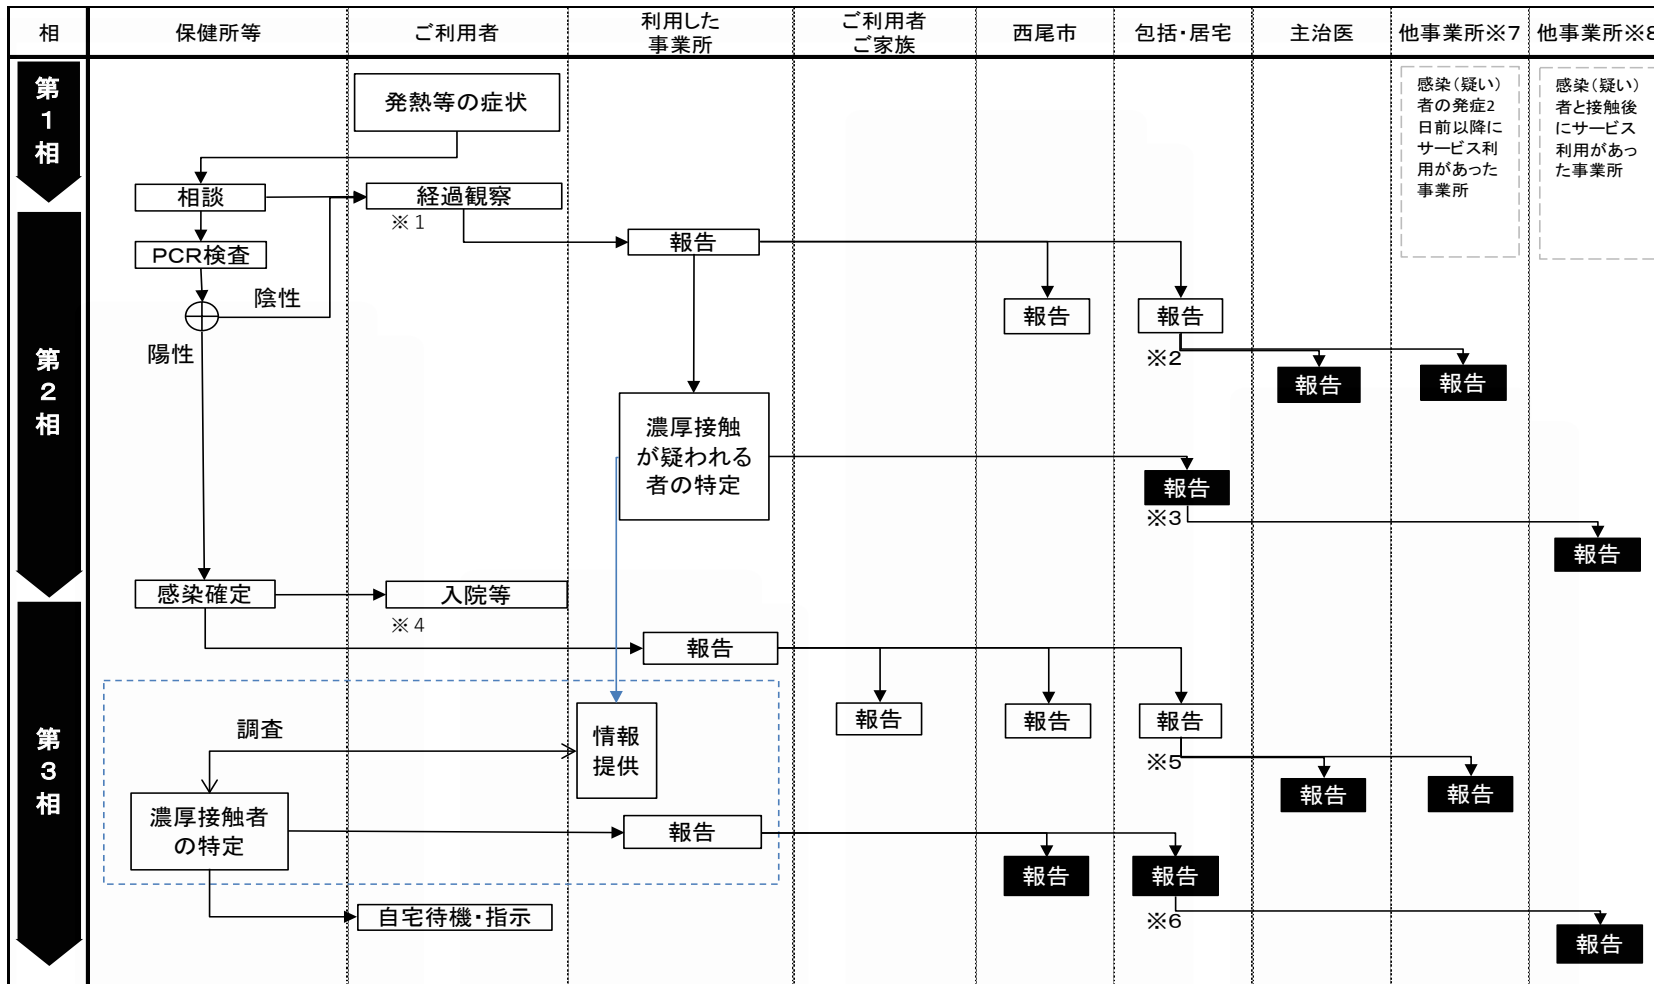 相
保健所等
ご利用者
利用した
事業所
ご利用者
ご家族
西尾市
包括・居宅
主治医
他事業所※7
他事業所※8
第
1
相
発熱等の症状
感染(疑い)
者の発症2
日前以降に
サービス利
用があった
事業所
感染(疑い)
者と接触後
にサービス
利用があっ
た事業所
相談
経過観察
※1
PCR検査
報告
陰性
報告
報告
陽性
※2
報告
報告
第
2
相
濃厚接触
が疑われる
者の特定
報告
※3
報告
感染確定
入院等
※4
報告
第
3
相
報告
報告
報告
調査
情報
提供
※5
報告
報告
濃厚接触者
の特定
報告
報告
報告
自宅待機・指示
※6
報告